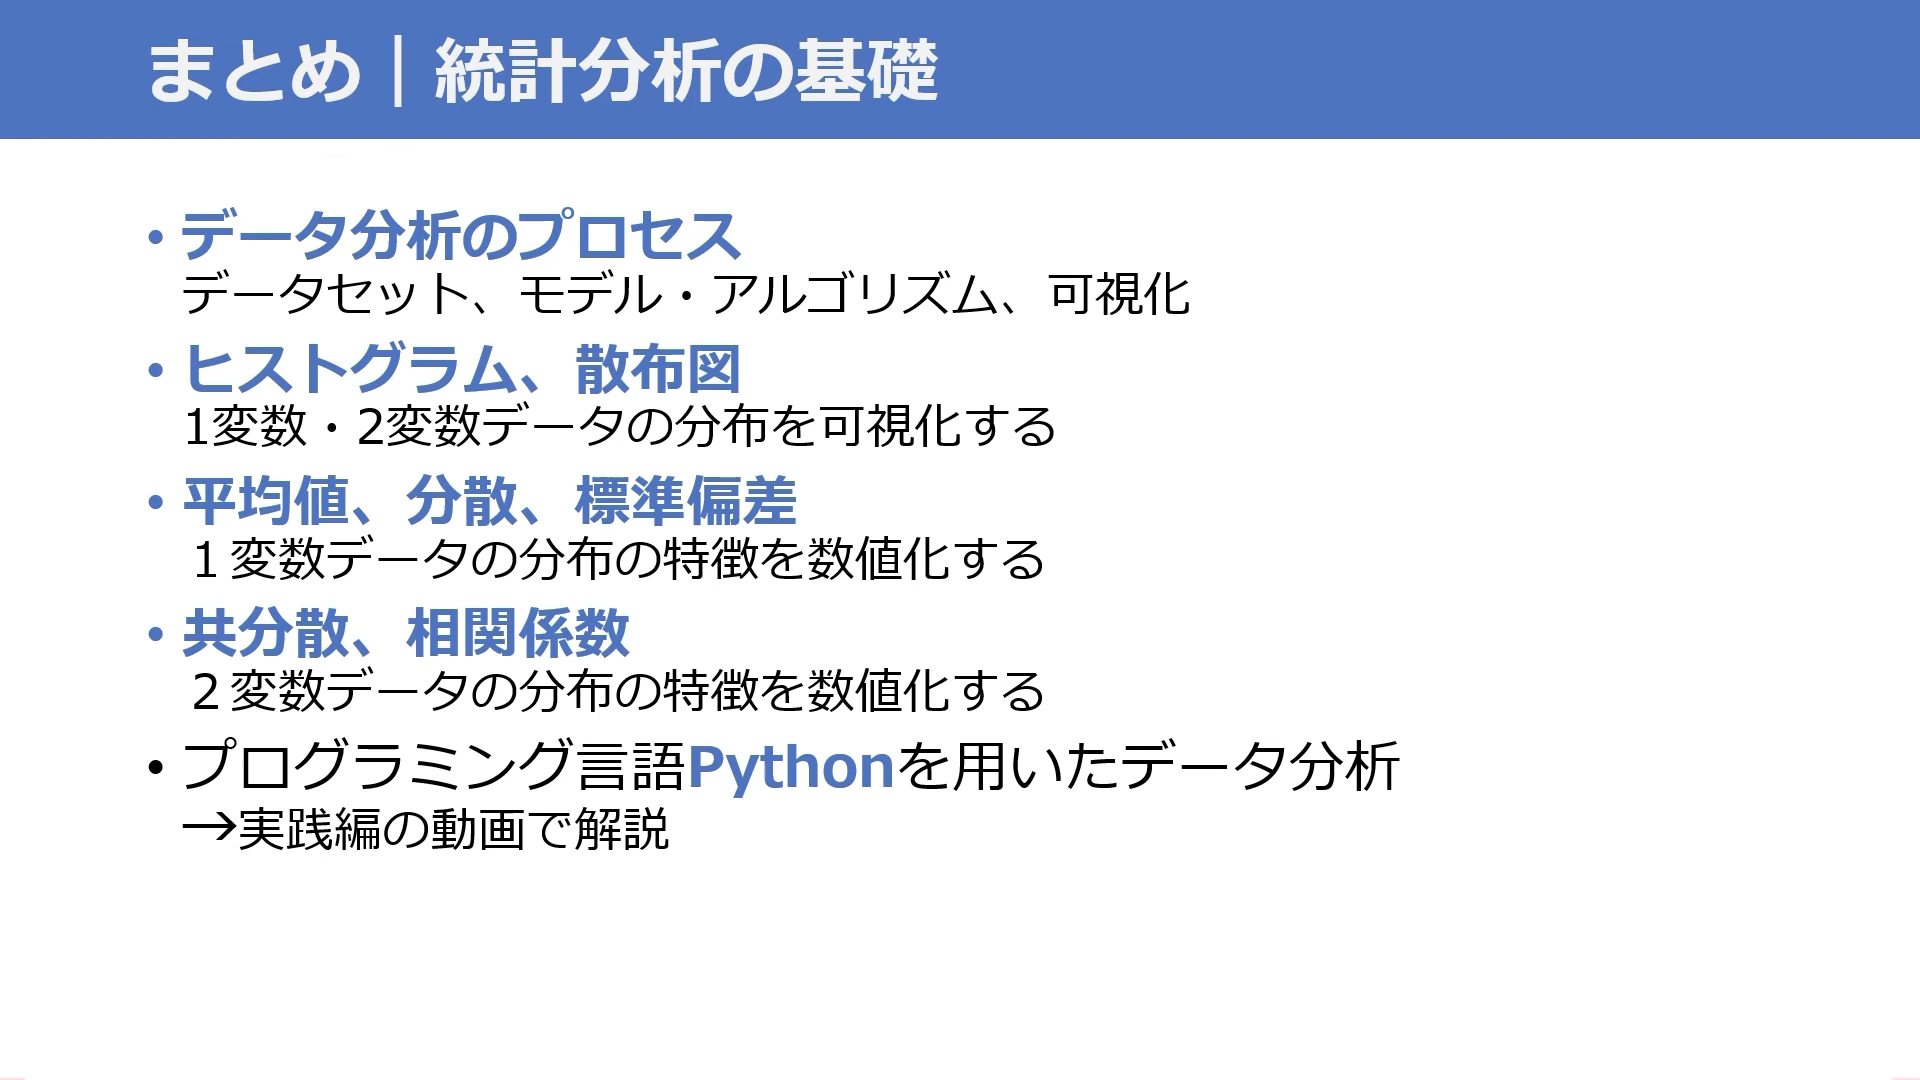 まとめ｜統計分析の基礎
• データ分析のプロセス
データセット、モデル・アルゴリズム、可視化
• ヒストグラム、散布図
1変数・2変数データの分布を可視化する
• 平均値、分散、標準偏差
１変数データの分布の特徴を数値化する
• 共分散、相関係数
２変数データの分布の特徴を数値化する
• プログラミング言語Pythonを用いたデータ分析
→実践編の動画で解説